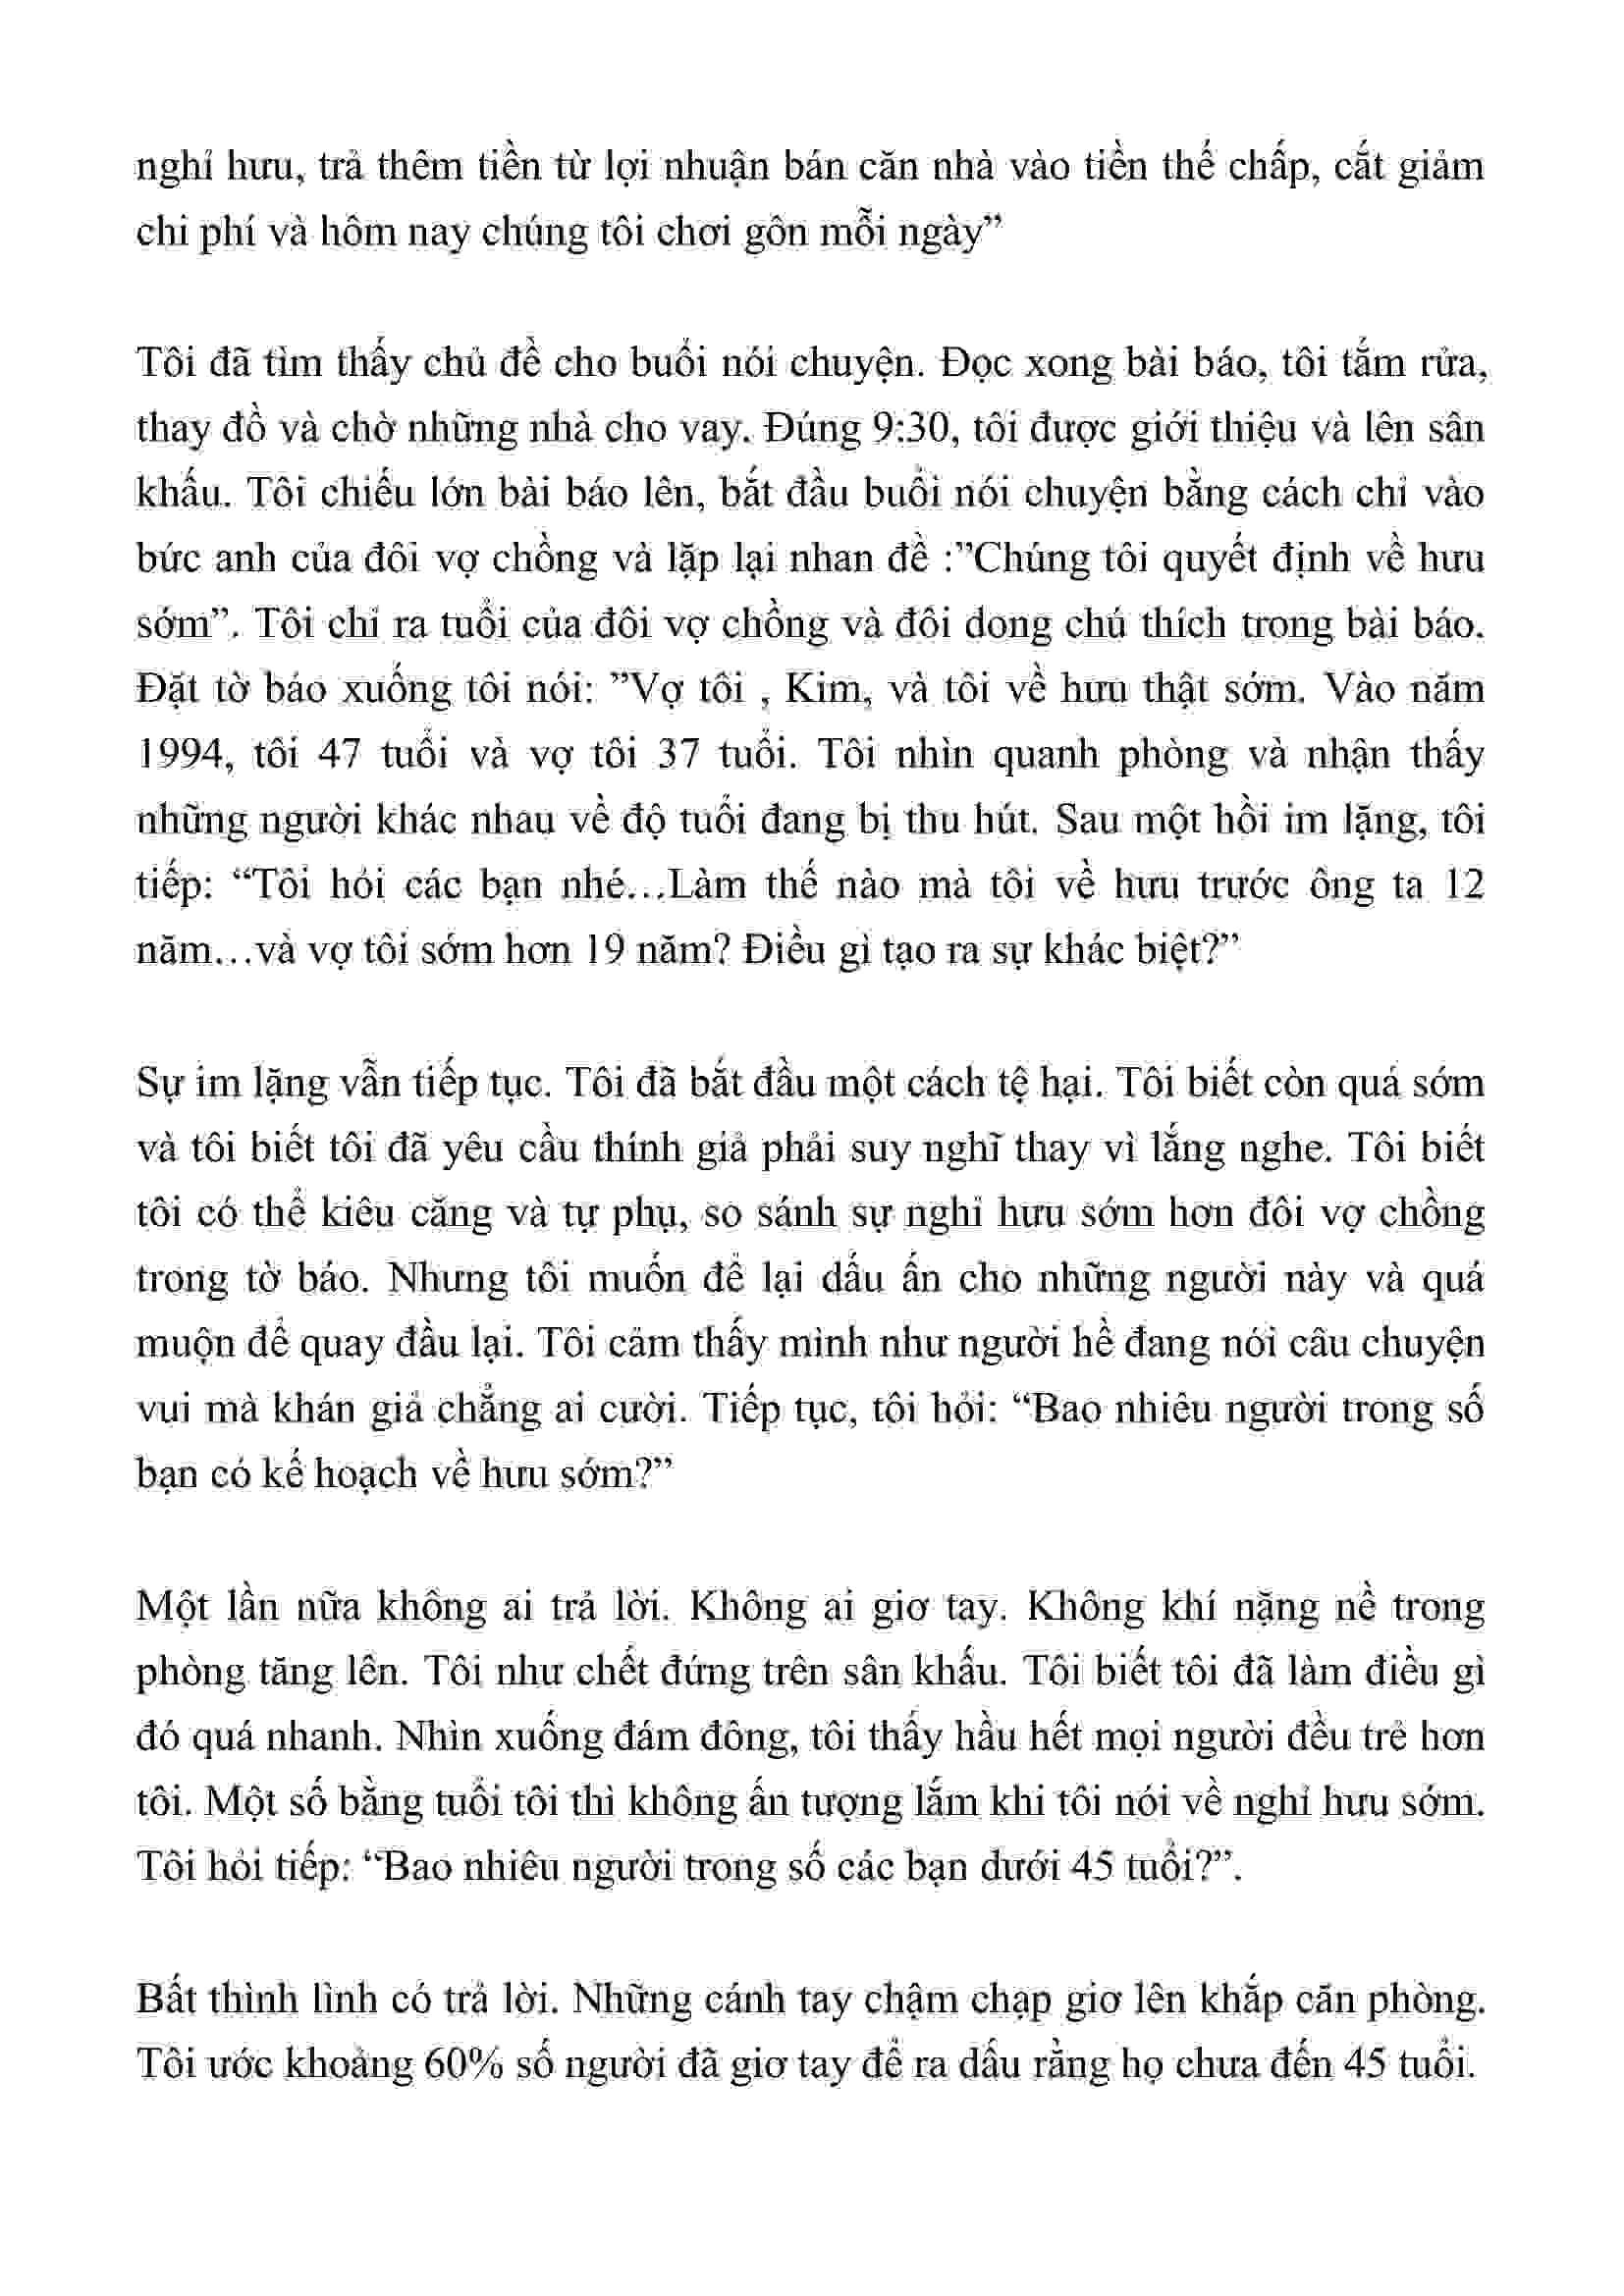 nghỉ hưu, trả thêm tiền từ lợi nhuận bán căn nhà vào tiền thế chấp, cắt giảm
chi phí và hôm nay chúng tôi chơi gôn mỗi ngày”
Tôi đã tìm thấy chủ đề cho buổi nói chuyện. Đọc xong bài báo, tôi tắm rửa,
thay đồ và chờ những nhà cho vay. Đúng 9:30, tôi được giới thiệu và lên sân
khấu. Tôi chiếu lớn bài báo lên, bắt đầu buổi nói chuyện bằng cách chỉ vào
bức anh của đôi vợ chồng và lặp lại nhan đề :”Chúng tôi quyết định về hưu
sớm”. Tôi chỉ ra tuổi của đôi vợ chồng và đôi dong chú thích trong bài báo.
Đặt tờ báo xuống tôi nói: ”Vợ tôi , Kim, và tôi về hưu thật sớm. Vào năm
1994, tôi 47 tuổi và vợ tôi 37 tuổi. Tôi nhìn quanh phòng và nhận thấy
những người khác nhau về độ tuổi đang bị thu hút. Sau một hồi im lặng, tôi
tiếp: “Tôi hỏi các bạn nhé…Làm thế nào mà tôi về hưu trước ông ta 12
năm…và vợ tôi sớm hơn 19 năm? Điều gì tạo ra sự khác biệt?”
Sự im lặng vẫn tiếp tục. Tôi đã bắt đầu một cách tệ hại. Tôi biết còn quá sớm
và tôi biết tôi đã yêu cầu thính giả phải suy nghĩ thay vì lắng nghe. Tôi biết
tôi có thể kiêu căng và tự phụ, so sánh sự nghỉ hưu sớm hơn đôi vợ chồng
trong tờ báo. Nhưng tôi muốn để lại dấu ấn cho những người này và quá
muộn để quay đầu lại. Tôi cảm thấy mình như người hề đang nói câu chuyện
vui mà khán giả chẳng ai cười. Tiếp tục, tôi hỏi: “Bao nhiêu người trong số
bạn có kế hoạch về hưu sớm?”
Một lần nữa không ai trả lời. Không ai giơ tay. Không khí nặng nề trong
phòng tăng lên. Tôi như chết đứng trên sân khấu. Tôi biết tôi đã làm điều gì
đó quá nhanh. Nhìn xuống đám đông, tôi thấy hầu hết mọi người đều trẻ hơn
tôi. Một số bằng tuổi tôi thì không ấn tượng lắm khi tôi nói về nghỉ hưu sớm.
Tôi hỏi tiếp: “Bao nhiêu người trong số các bạn dưới 45 tuổi?”.
Bất thình lình có trả lời. Những cánh tay chậm chạp giơ lên khắp căn phòng.
Tôi ước khoảng 60% số người đã giơ tay để ra dấu rằng họ chưa đến 45 tuổi.